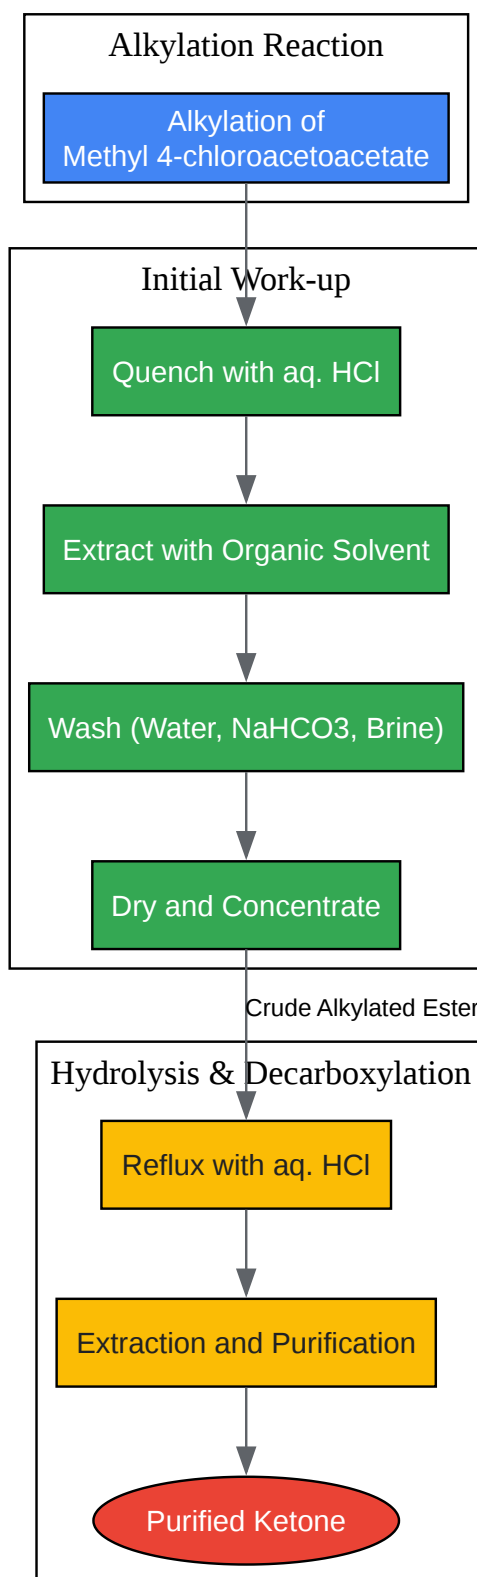 Alkylation Reaction
Alkylation of
Methyl 4-chloroacetoacetate
Initial Work-up
Quench with aq. HCl
Extract with Organic Solvent
Wash (Water, NaHCO3, Brine)
Dry and Concentrate
Crude Alkylated Ester
Hydrolysis & Decarboxylation
Reflux with aq. HCl
Extraction and Purification
Purified Ketone